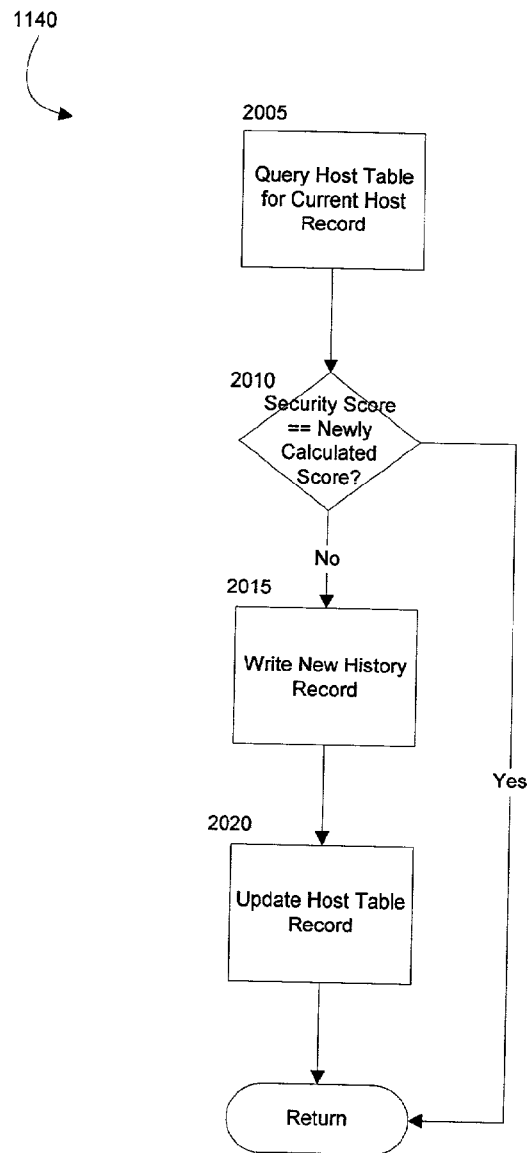 1140
2005
Query Host Table
for Current Host
Record
2010
Security Score
== Newly
Calculated
Score?
No
2015
Write New History
Record
Yes
2020
Update Host Table
Record
Return